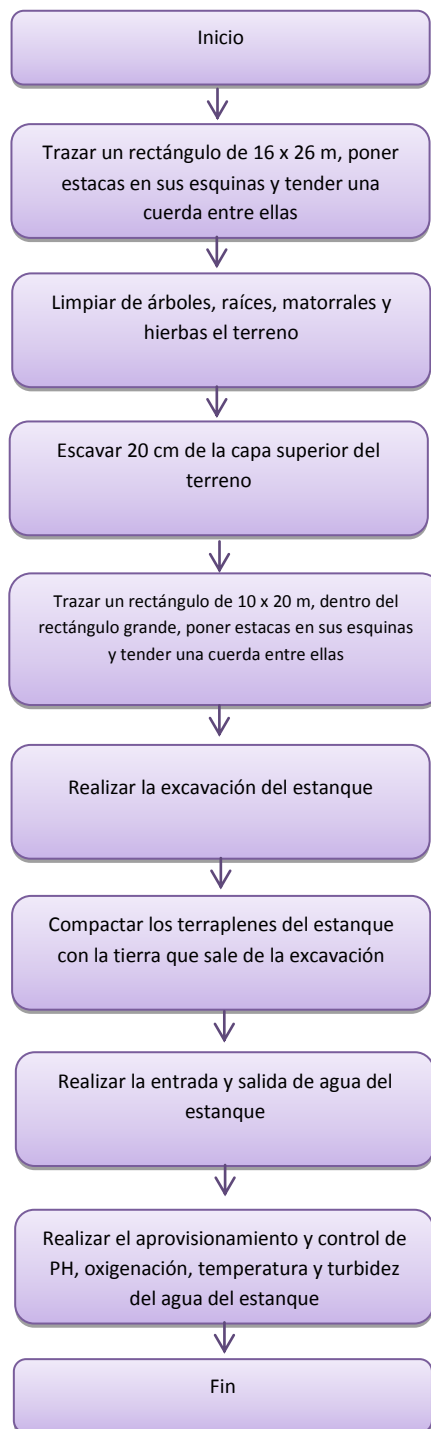 Inicio
Trazar un rectángulo de 16 x 26 m, poner
estacas en sus esquinas y tender una
cuerda entre ellas
Limpiar de árboles, raíces, matorrales y
hierbas el terreno
Escavar 20 cm de la capa superior del
terreno
Trazar un rectángulo de 10 x 20 m, dentro del
rectángulo grande, poner estacas en sus esquinas
y tender una cuerda entre ellas
Realizar la excavación del estanque
Compactar los terraplenes del estanque
con la tierra que sale de la excavación
Realizar la entrada y salida de agua del
estanque
Realizar el aprovisionamiento y control de
PH, oxigenación, temperatura y turbidez
del agua del estanque
Fin